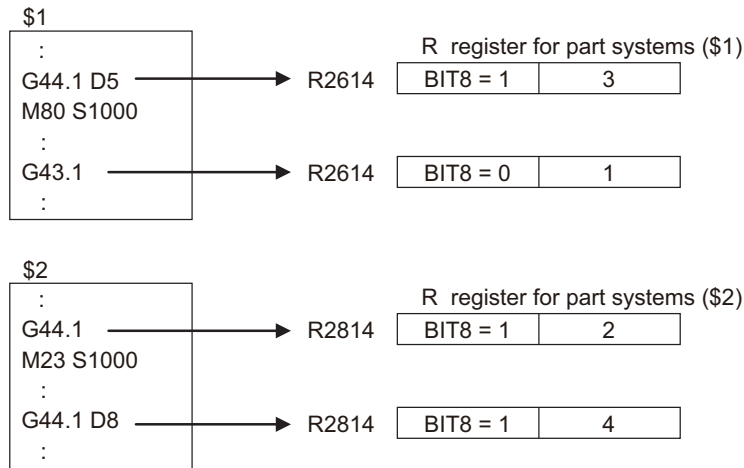 $1
:
R register for part systems ($1)
G44.1 D5 R2614 BIT8 = 1 3
M80 S1000
:
G43.1 R2614 BIT8 = 0 1
:
$2
:
R register for part systems ($2)
G44.1 R2814 BIT8 = 1 2
M23 S1000
:
G44.1 D8 R2814 BIT8 = 1 4
: